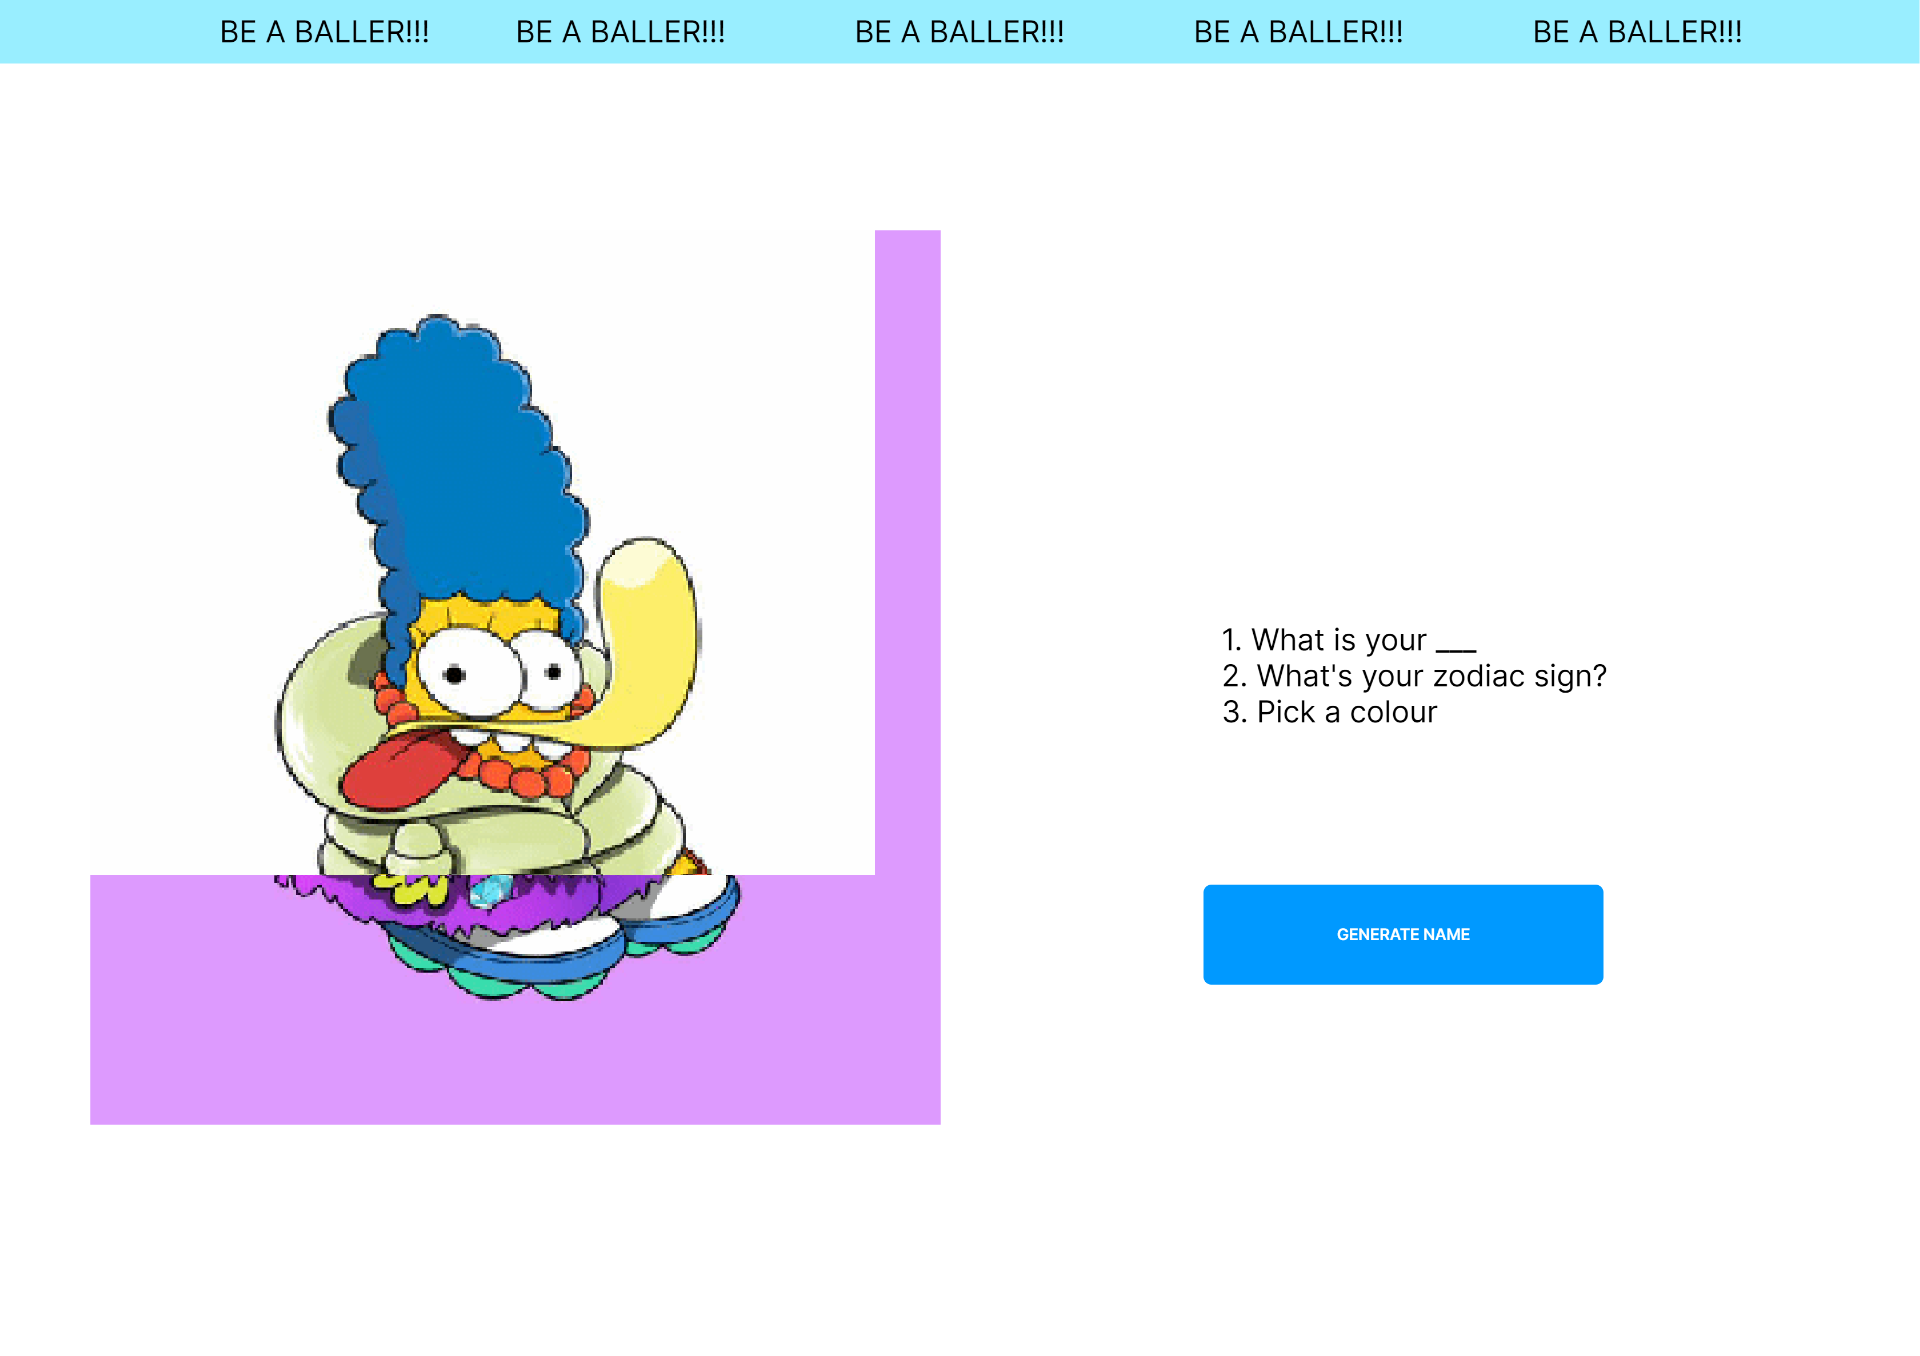 BE A BALLER!!! BE A BALLER!!! BE A BALLER!!! BE A BALLER!!! BE A BALLER!!!
1. What is your ___
2. What's your zodiac sign?
3. Pick a colour
GENERATE NAME